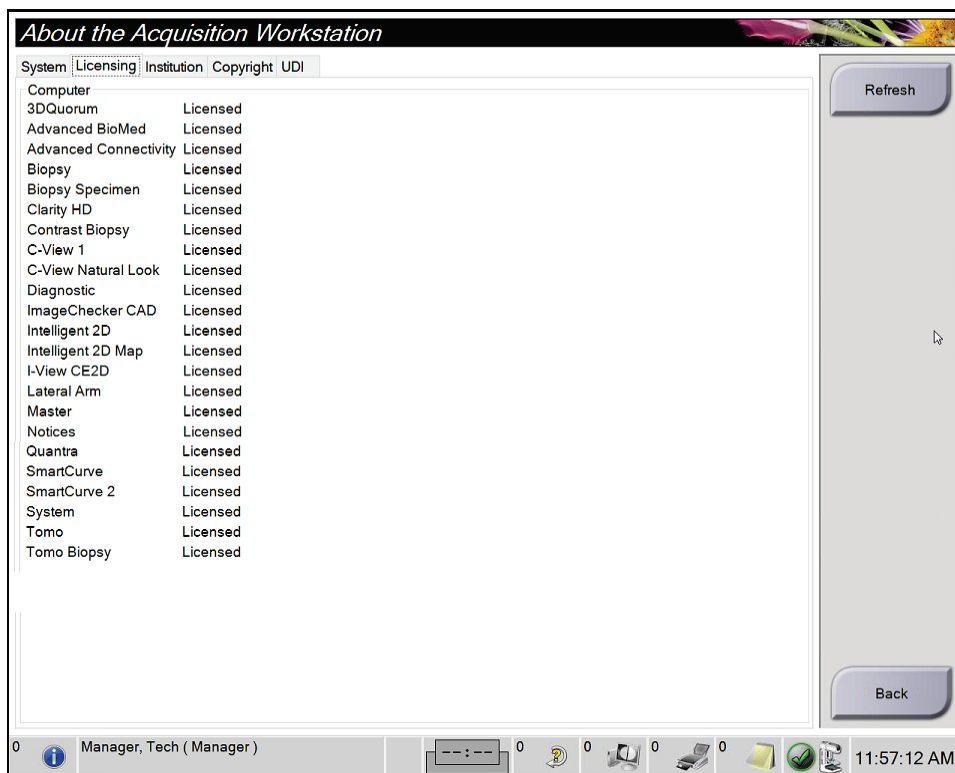 About the Acquisition Workstation
System Licensing Institution Copyright UDI
Refresh
Computer
3DQuorum Licensed
Advanced BioMed Licensed
Advanced Connectivity Licensed
Biopsy Licensed
Biopsy Specimen Licensed
Clarity HD Licensed
Contrast Biopsy Licensed
C-View 1 Licensed
C-View Natural Look Licensed
Diagnostic Licensed
ImageChecker CAD Licensed
Intelligent 2D Licensed
Intelligent 2D Map Licensed
I-View CE2D Licensed
Lateral Arm Licensed
Master Licensed
Notices Licensed
Quantra Licensed
SmartCurve Licensed
SmartCurve 2 Licensed
System Licensed
Tomo Licensed
Tomo Biopsy Licensed
Back
0 Manager, Tech ( Manager ) --:-- 0 0 0 0 11:57:12 AM